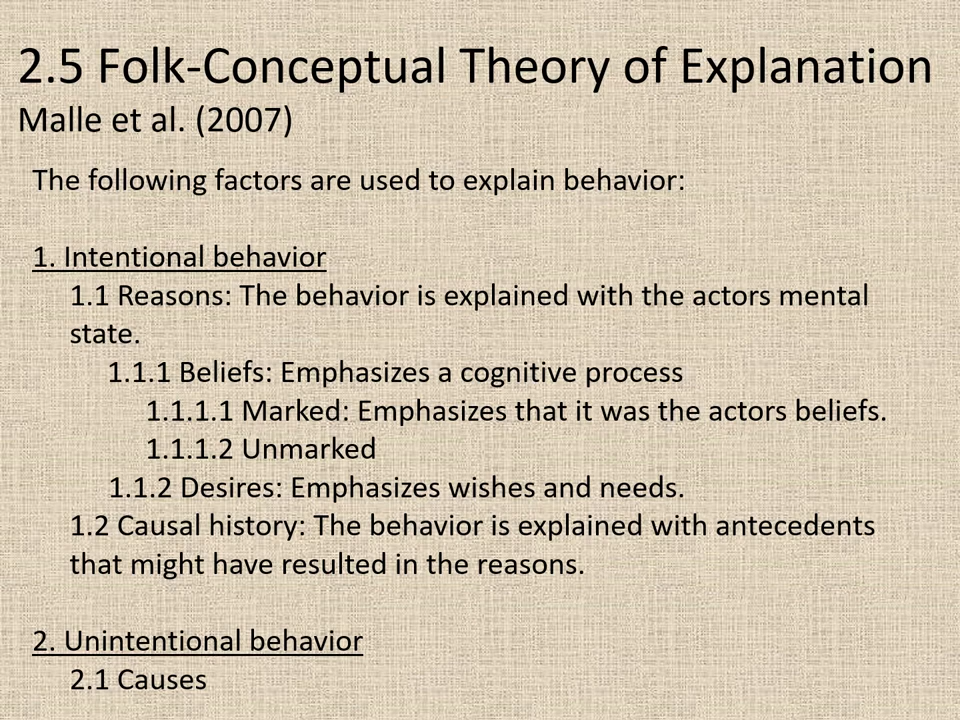 2.5 Folk-Conceptual Theory of Explanation
Malle et al. (2007)
The following factors are used to explain behavior:
1. Intentional behavior
1.1 Reasons: The behavior is explained with the actors mental
state.
1.1.1 Beliefs: Emphasizes a cognitive process
1.1.1.1 Marked: Emphasizes that it was the actors beliefs.
1.1.1.2 Unmarked
1.1.2 Desires: Emphasizes wishes and needs.
1.2 Causal history: The behavior is explained with antecedents
that might have resulted in the reasons.
2. Unintentional behavior
2.1 Causes